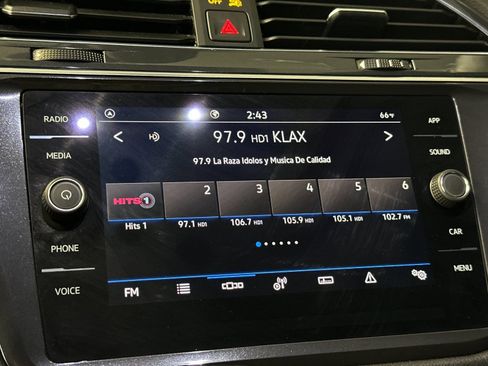 OFF
RADIO
2:43
66°F
APP
97.9 HD1 KLAX
MEDIA
SOUND
97.9 La Raza Idolos y Musica De Calidad
HITS 1
2
3
4
5
6
Hits 1
97.1 HD1
106.7 HD1
105.9 HD1
105.1 HD1
102.7 FM
PHONE
CAR
VOICE
FM
MENU